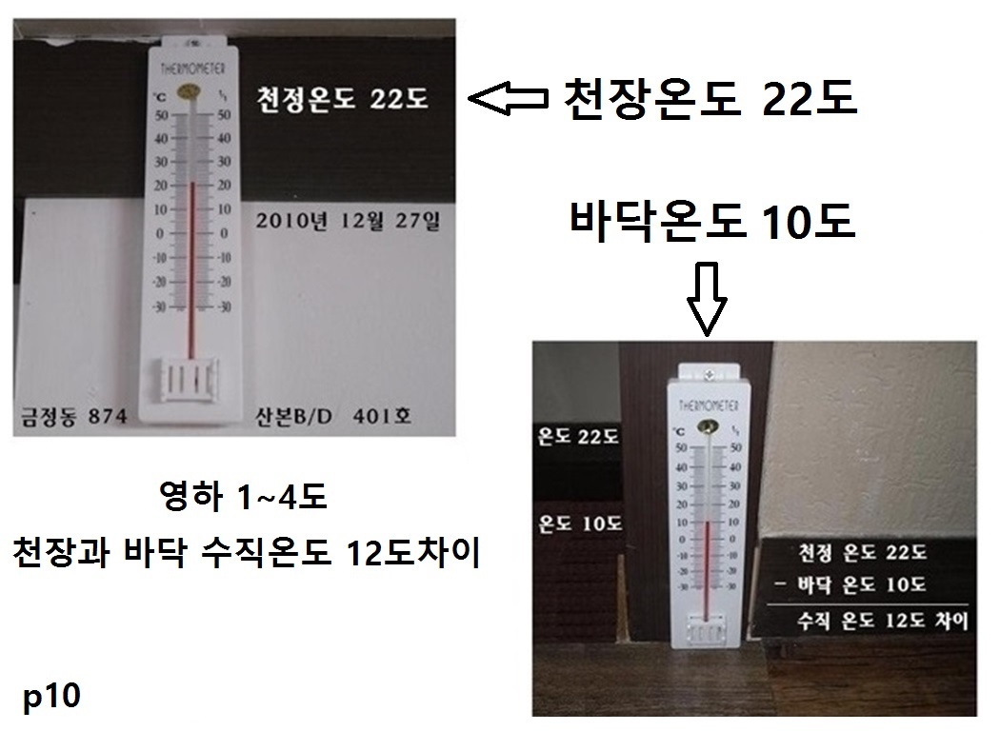 THERMOMETER
°C
50 50
40 40
30 30
20 20
10 10
0 0
-10 -10
-20 -20
-30 -30
천정온도 22도
2010년 12월 27일
금정동 874
산본B/D 401호
천장온도 22도
바닥온도 10도
영하 1~4도
천장과 바닥 수직온도 12도차이
THERMOMETER
°C
50 50
40 40
30 30
20 20
10 10
0 0
-10 -10
-20 -20
-30 -30
온도 22도
온도 10도
천정 온도 22도
- 바닥 온도 10도
수직 온도 12도 차이
p10